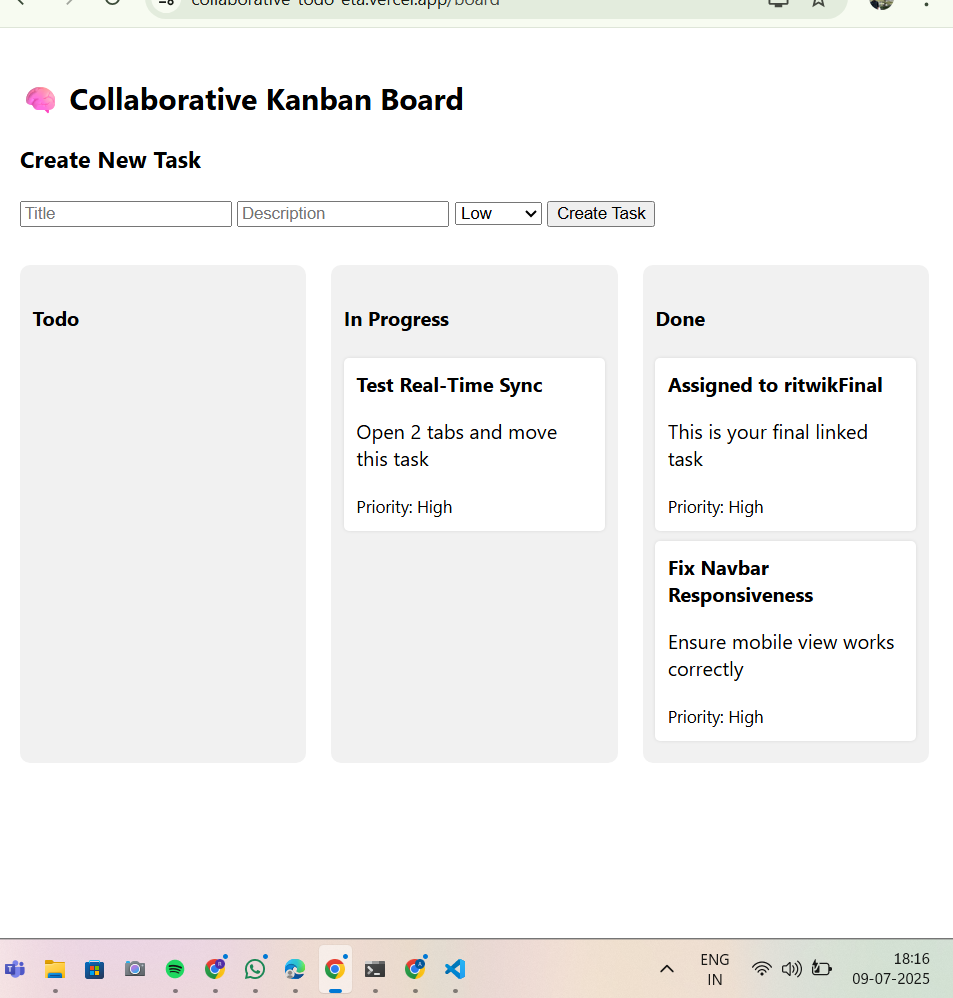 collaborative-todo-eta.vercel.app/board
Collaborative Kanban Board
Create New Task
Title Description Low Create Task
Todo
In Progress
Test Real-Time Sync
Open 2 tabs and move
this task
Priority: High
Done
Assigned to ritwikFinal
This is your final linked
task
Priority: High
Fix Navbar
Responsiveness
Ensure mobile view works
correctly
Priority: High
ENG
IN
18:16
09-07-2025